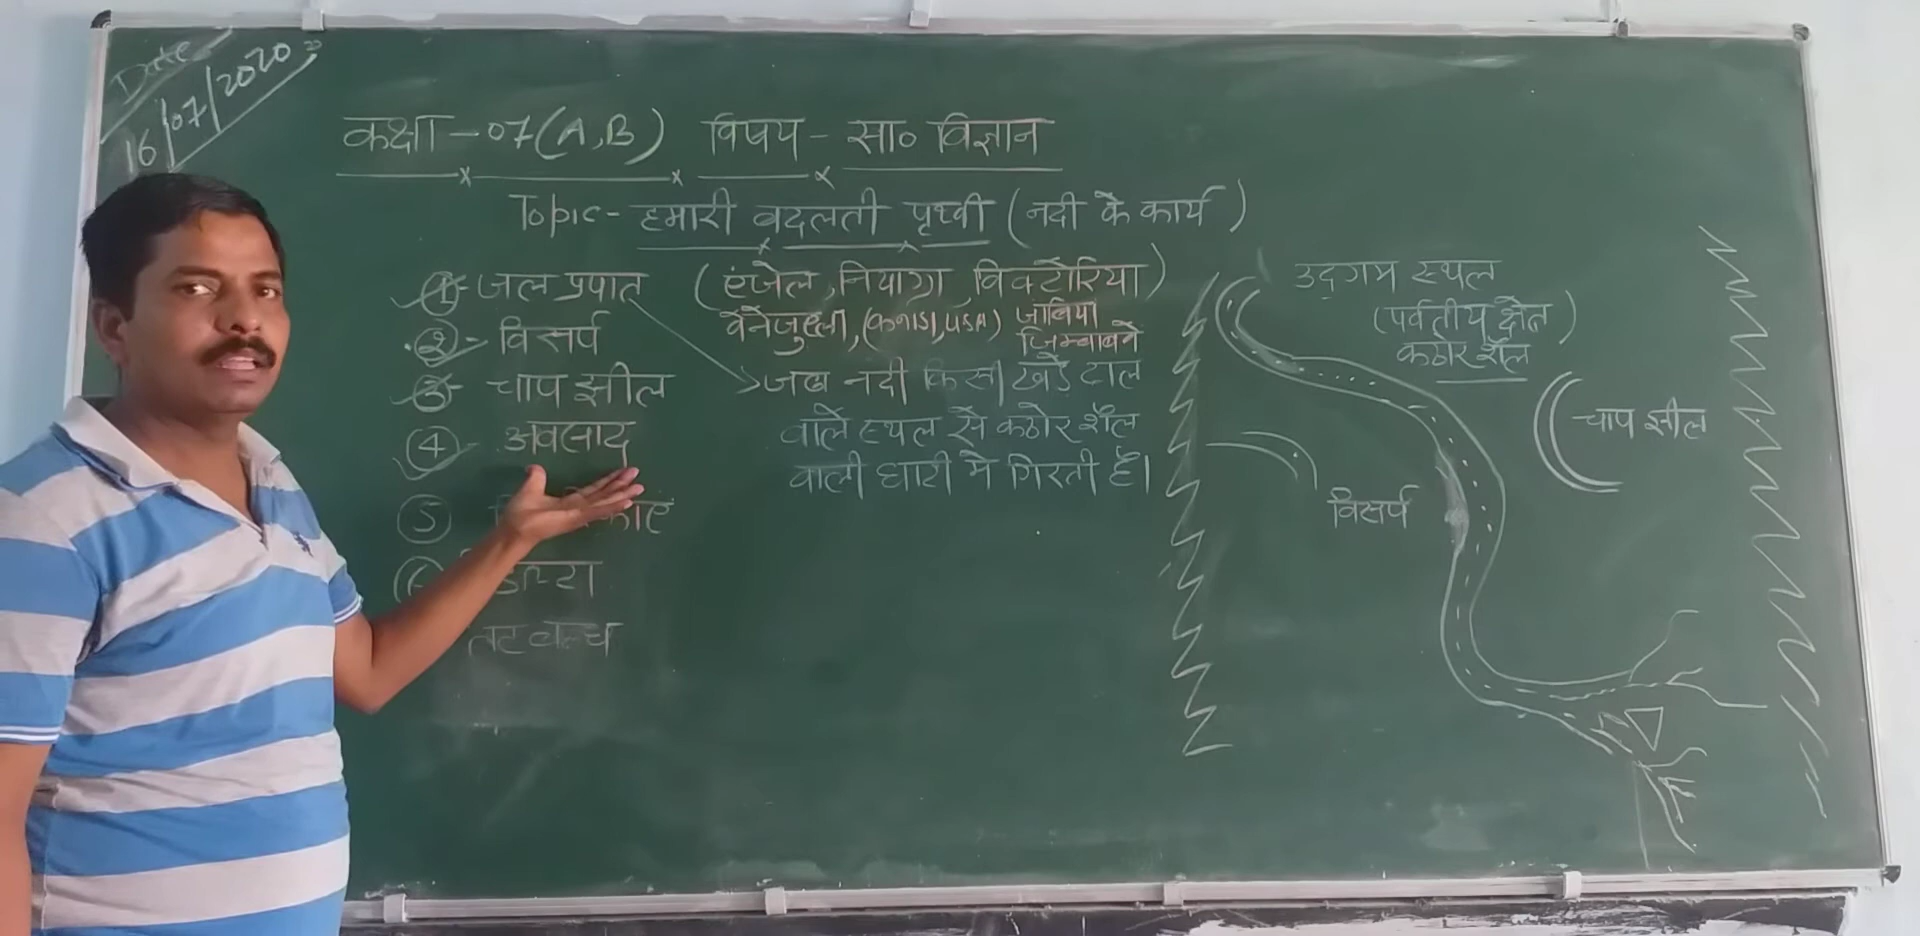 Date
16/07/2020
कक्षा - 07 (A,B) विषय - सा० विज्ञान
Topic - हमारी बदलती पृथ्वी (नदी के कार्य)
① - जल प्रपात (एंजेल, नियाग्रा, विक्टोरिया)
वेनेजुएला, (कनाडा, USA) जांबिया
जिम्बाबवे
② - विसर्प
③ - चाप झील
④ - अवसाद
⑤
⑥ डेल्टा
तटबन्ध
जब नदी किसी खड़े ढाल
वाले स्थल से कठोर शैल
वाली घाटी में गिरती है।
उद्गम स्थल
(पर्वतीय क्षेत्र)
कठोर शैल
चाप झील
विसर्प